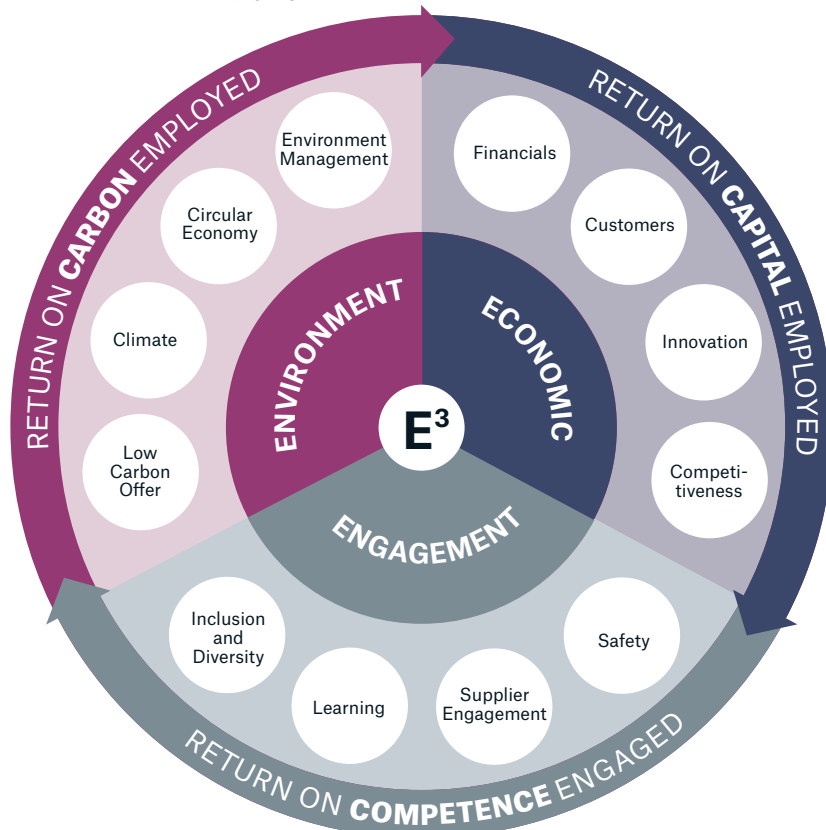 RETURN ON CARBON EMPLOYED
RETURN ON CAPITAL EMPLOYED
Environment
Management
Financials
Circular
Economy
Customers
Climate
Innovation
Low
Carbon
Offer
Competi-
tiveness
ENVIRONMENT
ECONOMIC
E³
ENGAGEMENT
Inclusion
and
Diversity
Learning
Supplier
Engagement
Safety
RETURN ON COMPETENCE ENGAGED